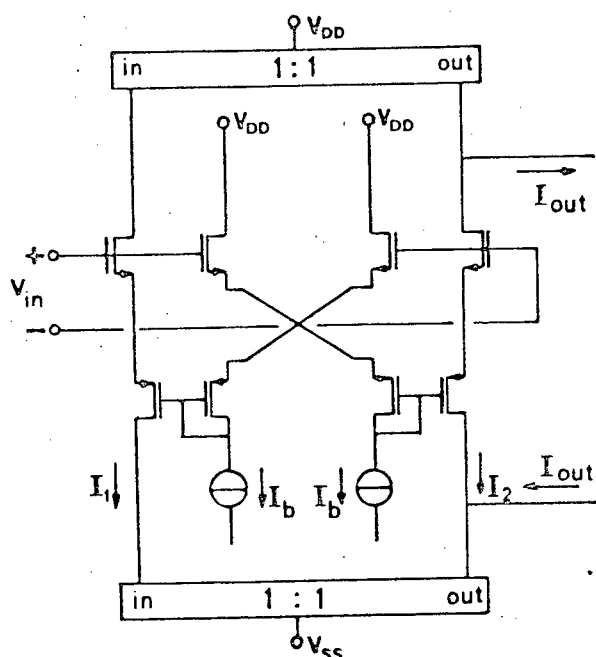 V_DD
in 1:1 out
V_DD V_DD
I_out
+
V_in
−
I_1 I_b I_b I_2 I_out
in 1:1 out
V_SS